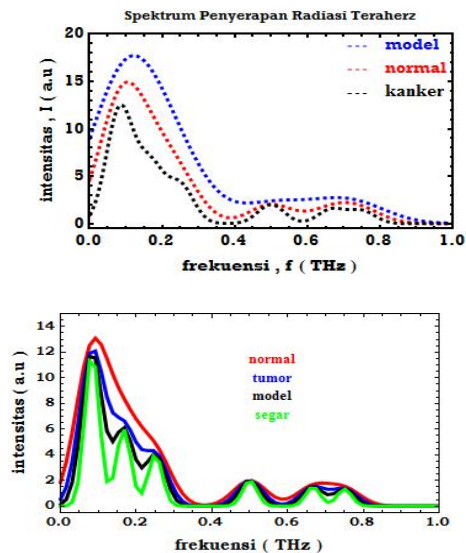 Spektrum Penyerapan Radiasi Teraherz
20
15
10
5
0
intensitas , I ( a.u )
model
normal
kanker
0.0 0.2 0.4 0.6 0.8 1.0
frekuensi , f ( THz )
14
12
10
8
6
4
2
0
intensitas ( a.u )
normal
tumor
model
segar
0.0 0.2 0.4 0.6 0.8 1.0
frekuensi ( THz )